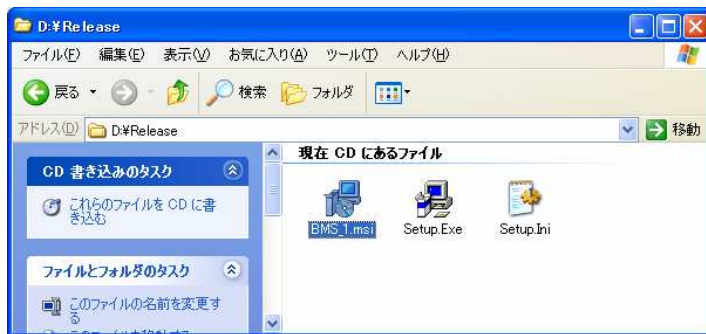 D:¥Release
ファイル(F) 編集(E) 表示(V) お気に入り(A) ツール(T) ヘルプ(H)
戻る 検索 フォルダ
アドレス(D) D:¥Release 移動
CD 書き込みのタスク
これらのファイルを CD に書
き込む
ファイルとフォルダのタスク
このファイルの名前を変更す
る
現在 CD にあるファイル
BMS_1.msi Setup.Exe Setup.Ini